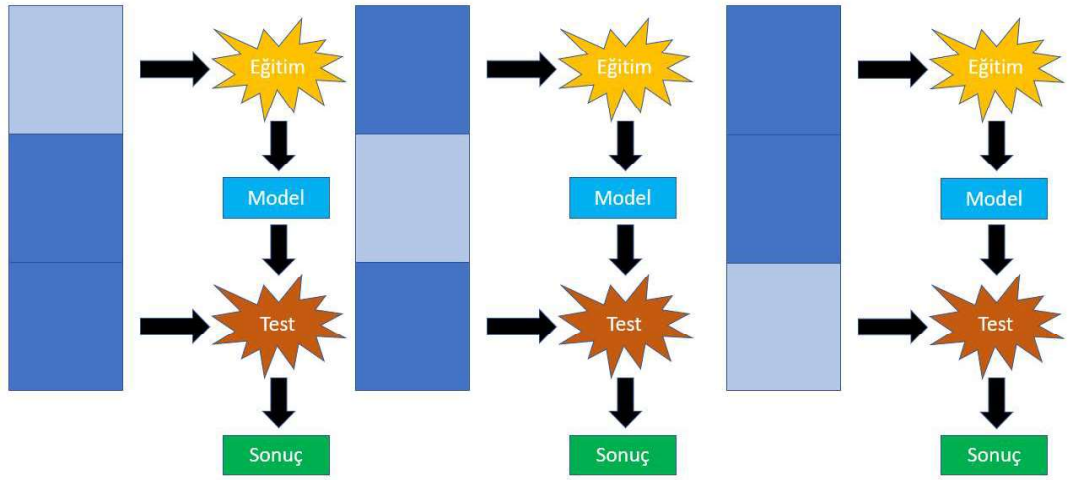 Eğitim
Eğitim
Eğitim
Model
Model
Model
Test
Test
Test
Sonuç
Sonuç
Sonuç